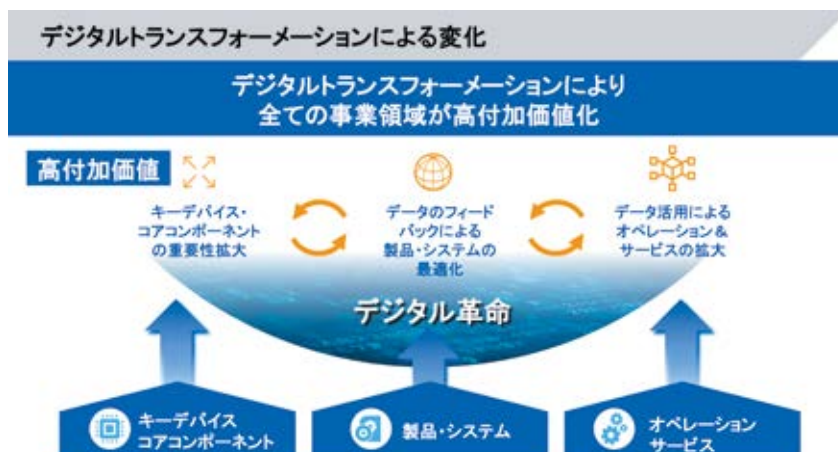 デジタルトランスフォーメーションによる変化
デジタルトランスフォーメーションにより
全ての事業領域が高付加価値化
高付加価値
キーデバイス・
コアコンポーネント
の重要性拡大
データのフィード
バックによる
製品・システムの
最適化
データ活用による
オペレーション&
サービスの拡大
デジタル革命
キーデバイス
コアコンポーネント
製品・システム
オペレーション
サービス